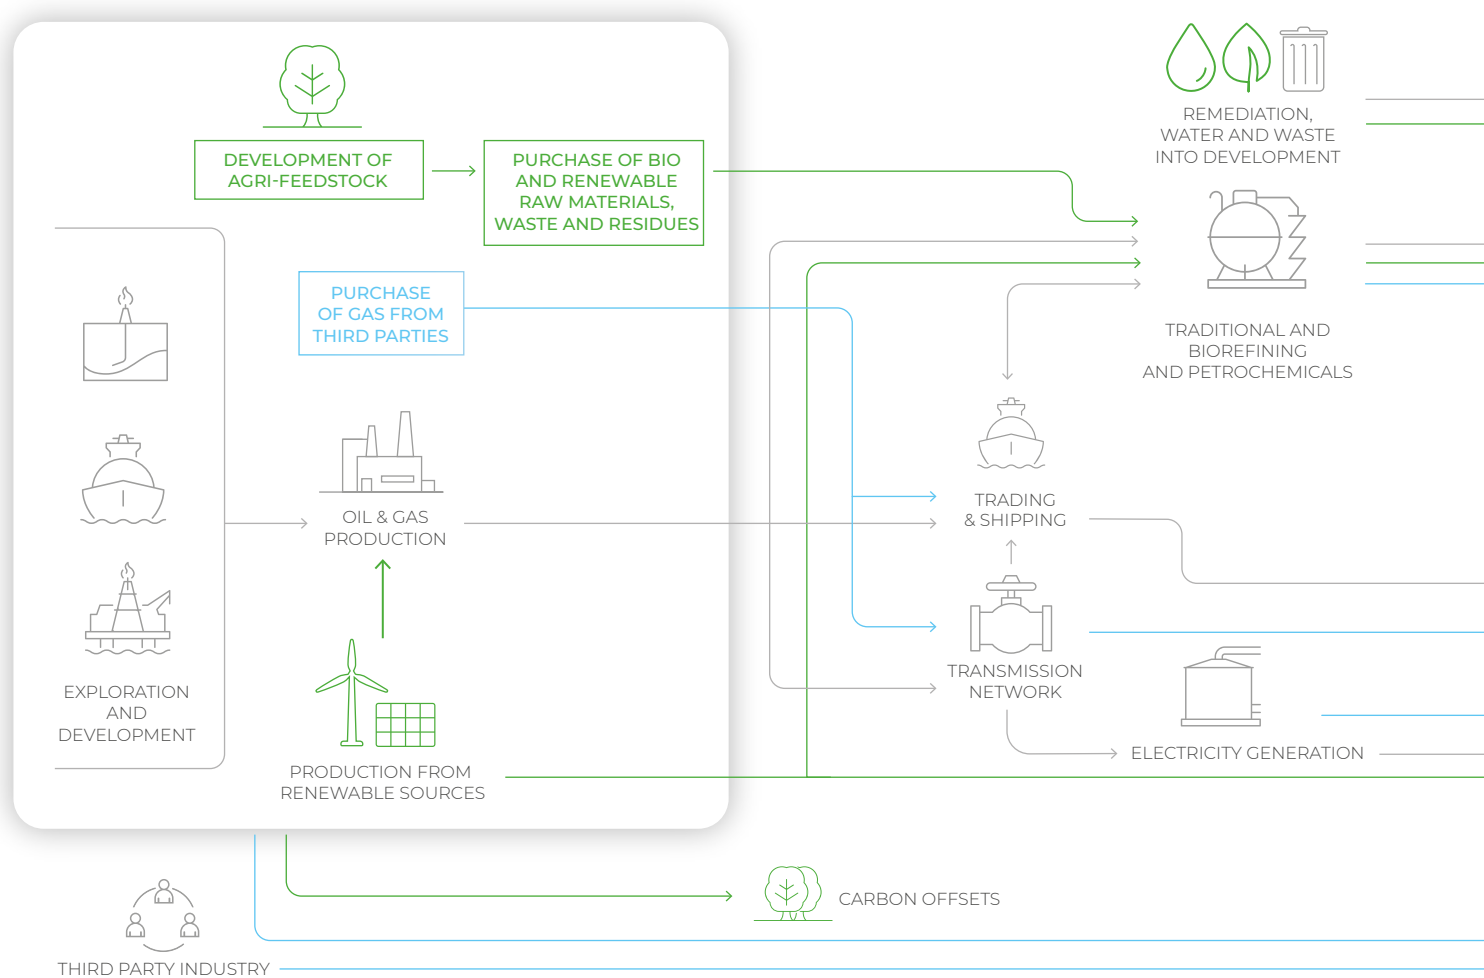 REMEDIATION,
WATER AND WASTE
INTO DEVELOPMENT
DEVELOPMENT OF
AGRI-FEEDSTOCK
PURCHASE OF BIO
AND RENEWABLE
RAW MATERIALS,
WASTE AND RESIDUES
PURCHASE
OF GAS FROM
THIRD PARTIES
TRADITIONAL AND
BIOREFINING
AND PETROCHEMICALS
OIL & GAS
PRODUCTION
TRADING
& SHIPPING
EXPLORATION
AND
DEVELOPMENT
TRANSMISSION
NETWORK
ELECTRICITY GENERATION
PRODUCTION FROM
RENEWABLE SOURCES
CARBON OFFSETS
THIRD PARTY INDUSTRY